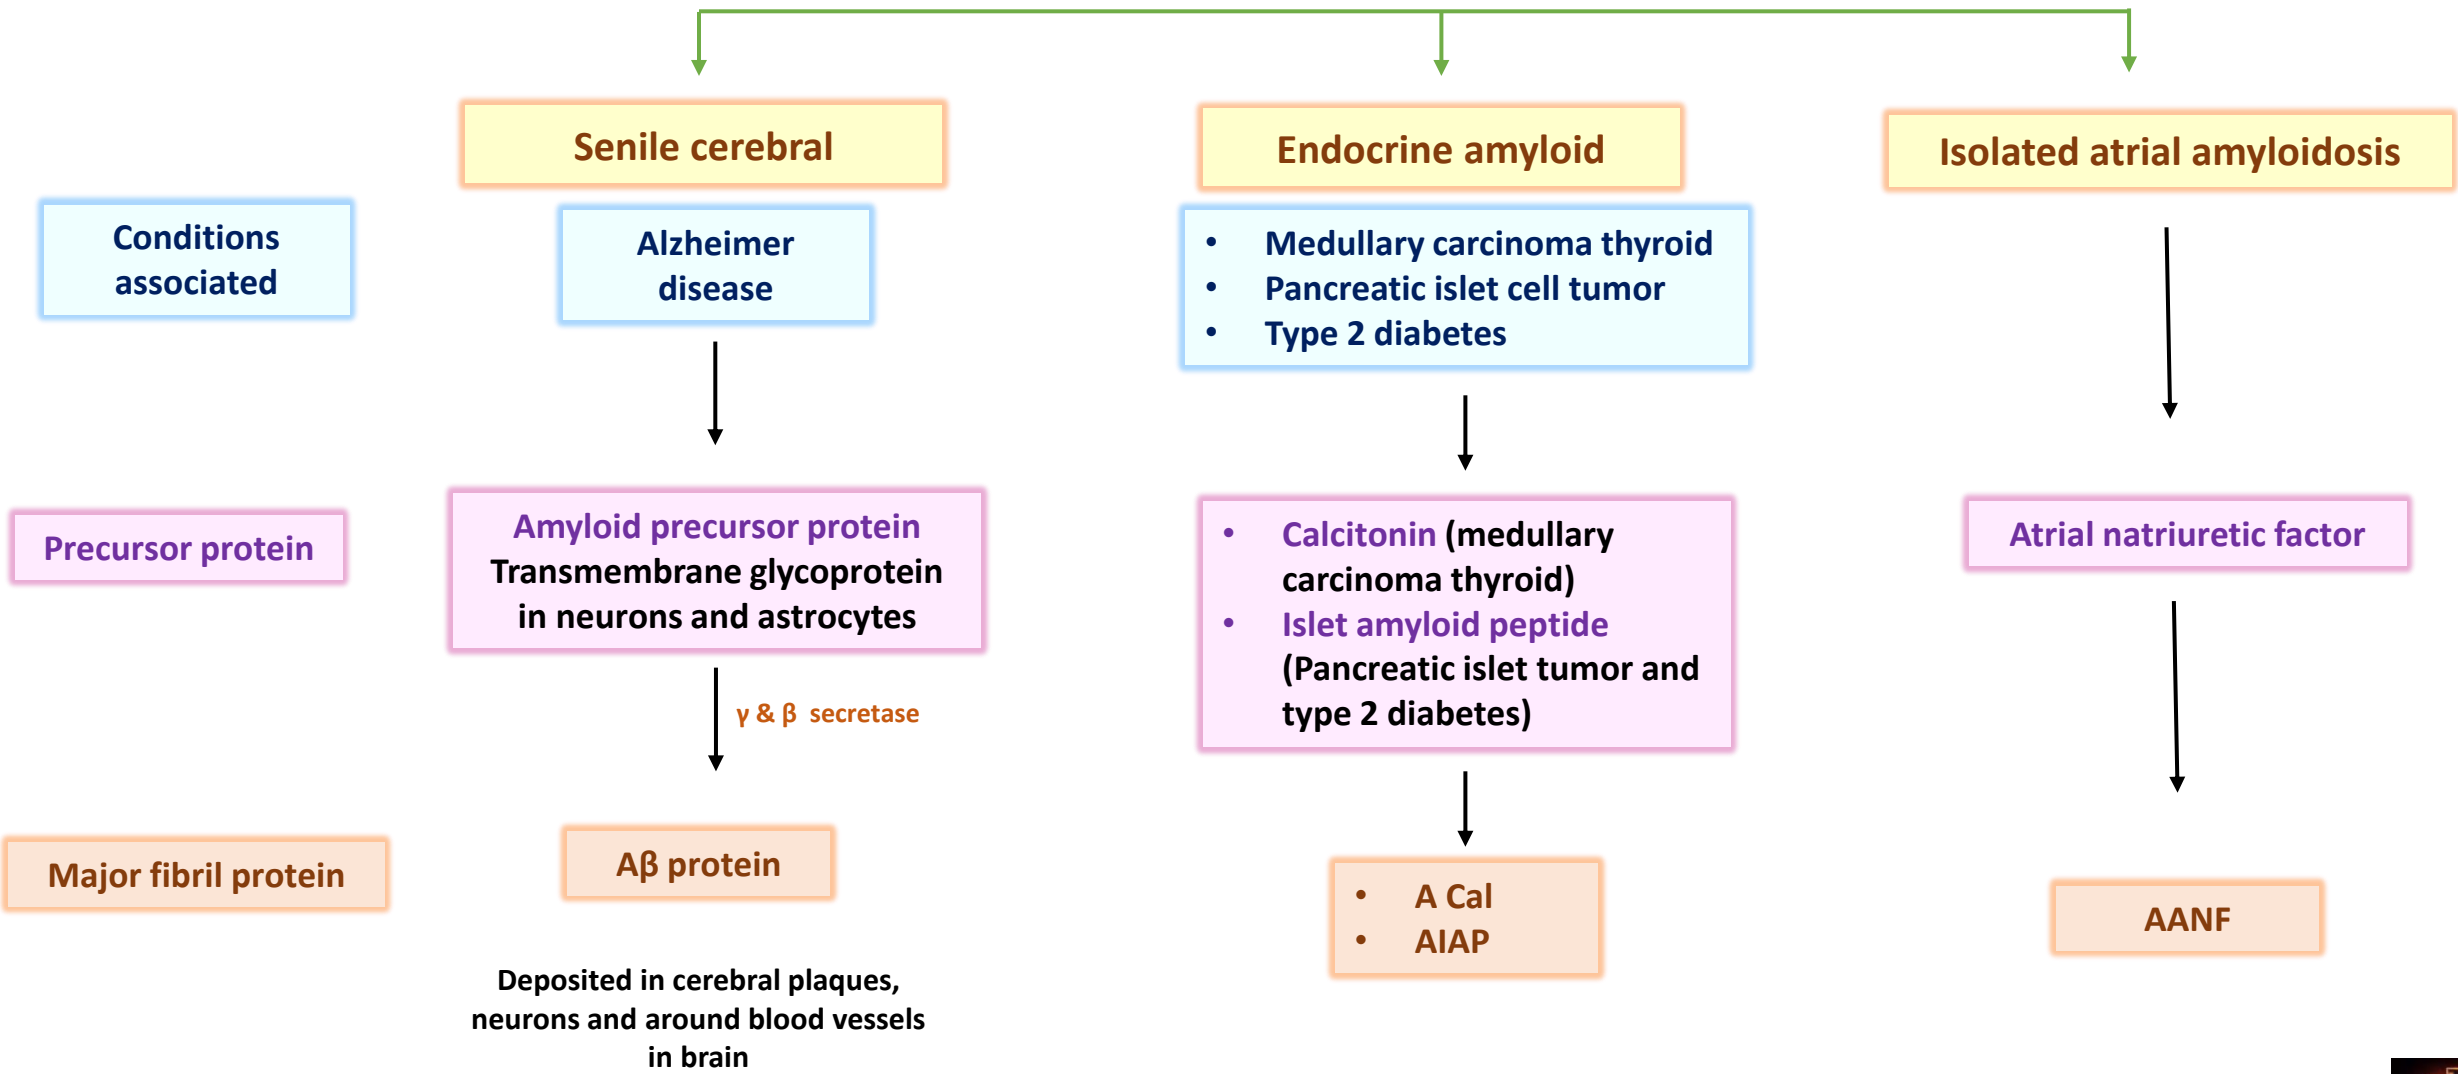 Senile cerebral
Endocrine amyloid
Isolated atrial amyloidosis
Conditions
associated
Alzheimer
disease
• Medullary carcinoma thyroid
• Pancreatic islet cell tumor
• Type 2 diabetes
Precursor protein
Amyloid precursor protein
Transmembrane glycoprotein
in neurons and astrocytes
• Calcitonin (medullary
carcinoma thyroid)
• Islet amyloid peptide
(Pancreatic islet tumor and
type 2 diabetes)
Atrial natriuretic factor
γ & β secretase
Major fibril protein
Aβ protein
• A Cal
• AIAP
AANF
Deposited in cerebral plaques,
neurons and around blood vessels
in brain